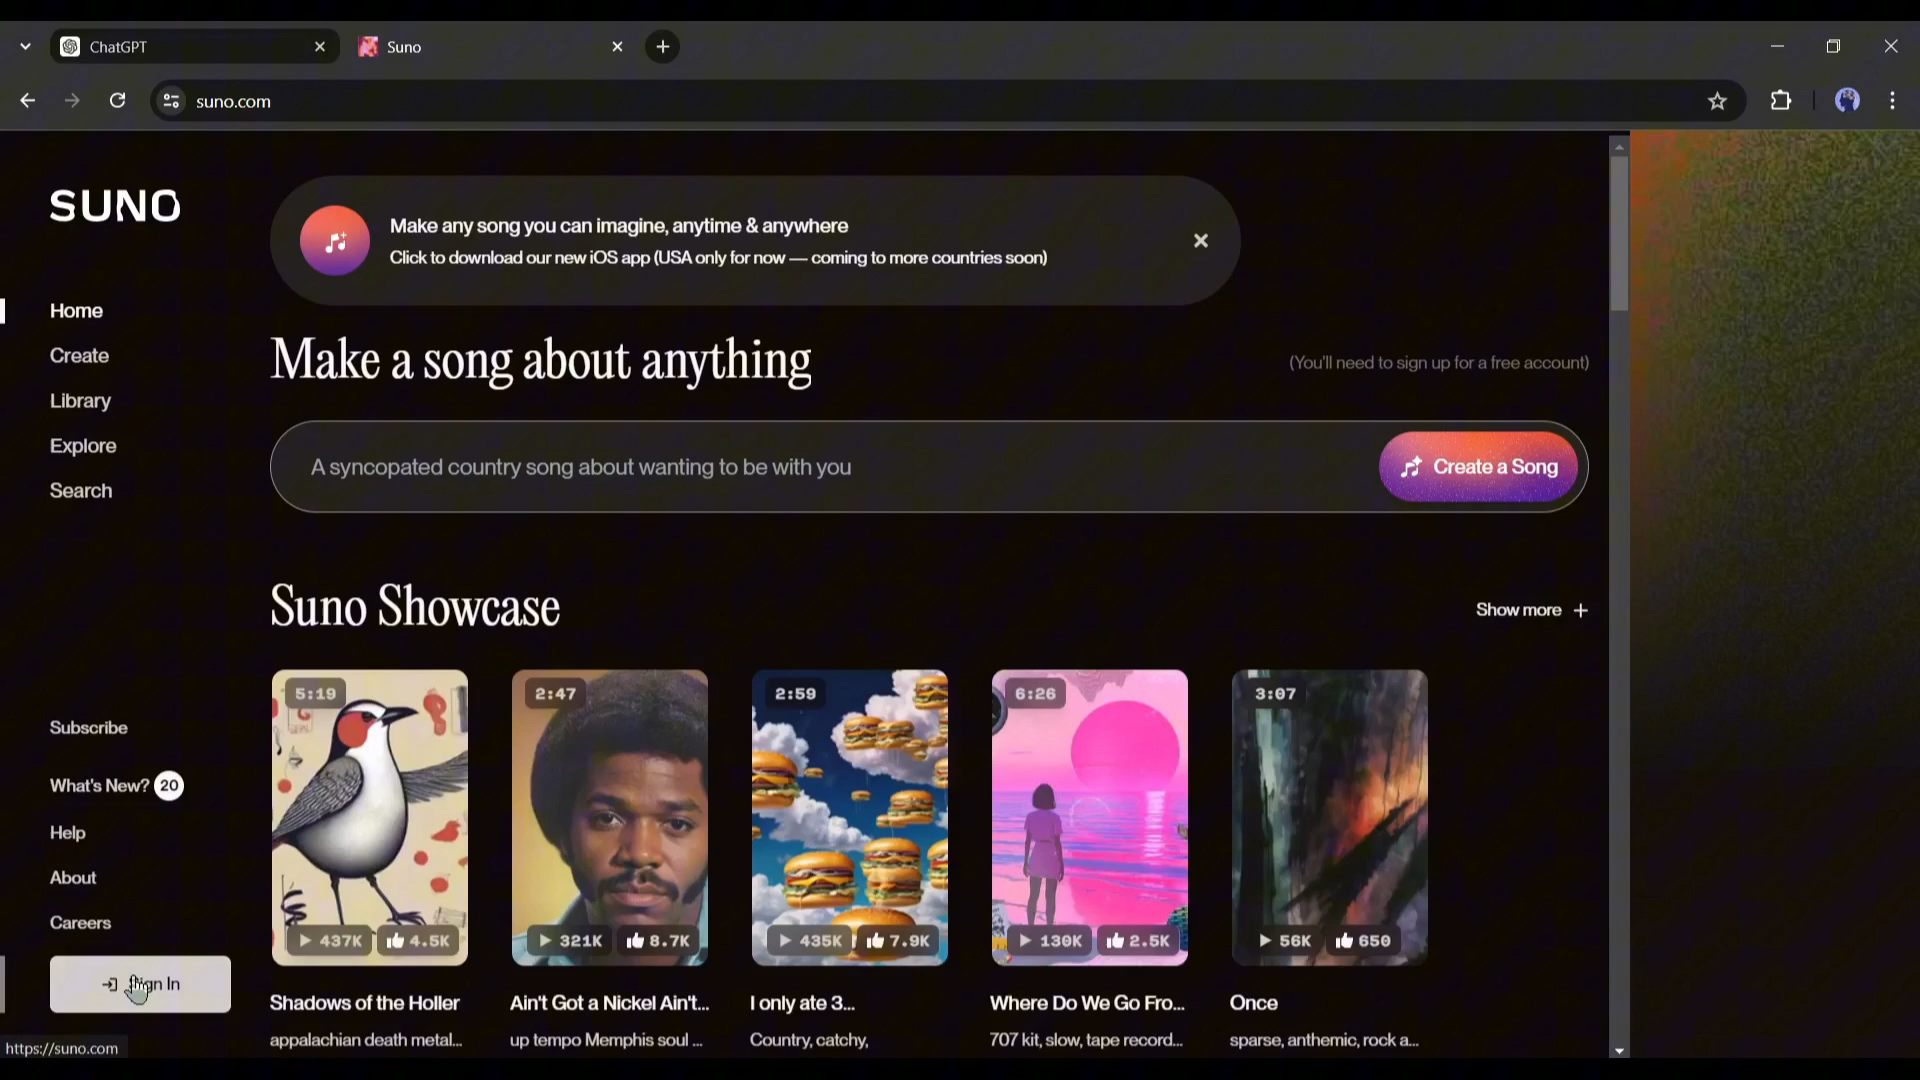 ChatGPT
Suno
suno.com
SUNO
Make any song you can imagine, anytime & anywhere
Click to download our new iOS app (USA only for now — coming to more countries soon)
Home
Create
Library
Explore
Search
Make a song about anything
(You'll need to sign up for a free account)
A syncopated country song about wanting to be with you
Create a Song
Suno Showcase
Show more
5:19
2:47
2:59
6:26
3:07
Subscribe
What's New? 20
Help
About
Careers
Sign In
437K 4.5K
321K 8.7K
435K 7.9K
130K 2.5K
56K 650
Shadows of the Holler
Ain't Got a Nickel Ain't...
I only ate 3...
Where Do We Go Fro...
Once
appalachian death metal...
up tempo Memphis soul ...
Country, catchy,
707 kit, slow, tape record...
sparse, anthemic, rock a...
https://suno.com